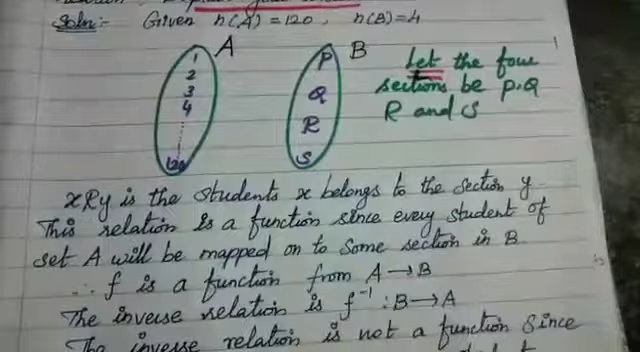 Soln: Given n(A)=120, n(B)=4
A
1
2
3
4
120
B
P
Q
R
S
Let the four
sections be P,Q
R and S
xRy is the students x belongs to the section y
This relation is a function since every student of
set A will be mapped on to some section in B
∴ f is a function from A→B
The inverse relation is f⁻¹: B→A
The inverse relation is not a function since